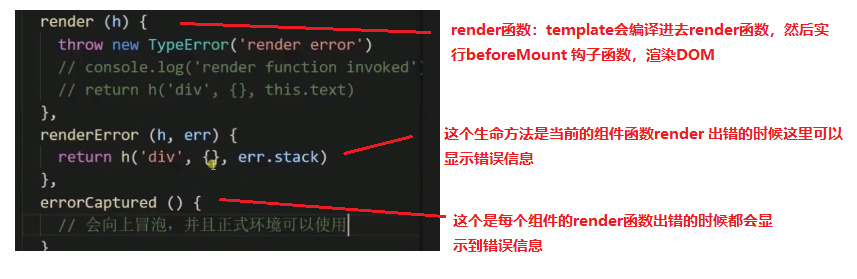 render (h) {
throw new TypeError('render error')
// console.log('render function invoked')
// return h('div', {}, this.text)
},
renderError (h, err) {
return h('div', {}, err.stack)
},
errorCaptured () {
// 会向上冒泡，并且正式环境可以使用
}
render函数：template会编译进去render函数，然后实
行beforeMount 钩子函数，渲染DOM
这个生命方法是当前的组件函数render 出错的时候这里可以
显示错误信息
这个是每个组件的render函数出错的时候都会显
示到错误信息